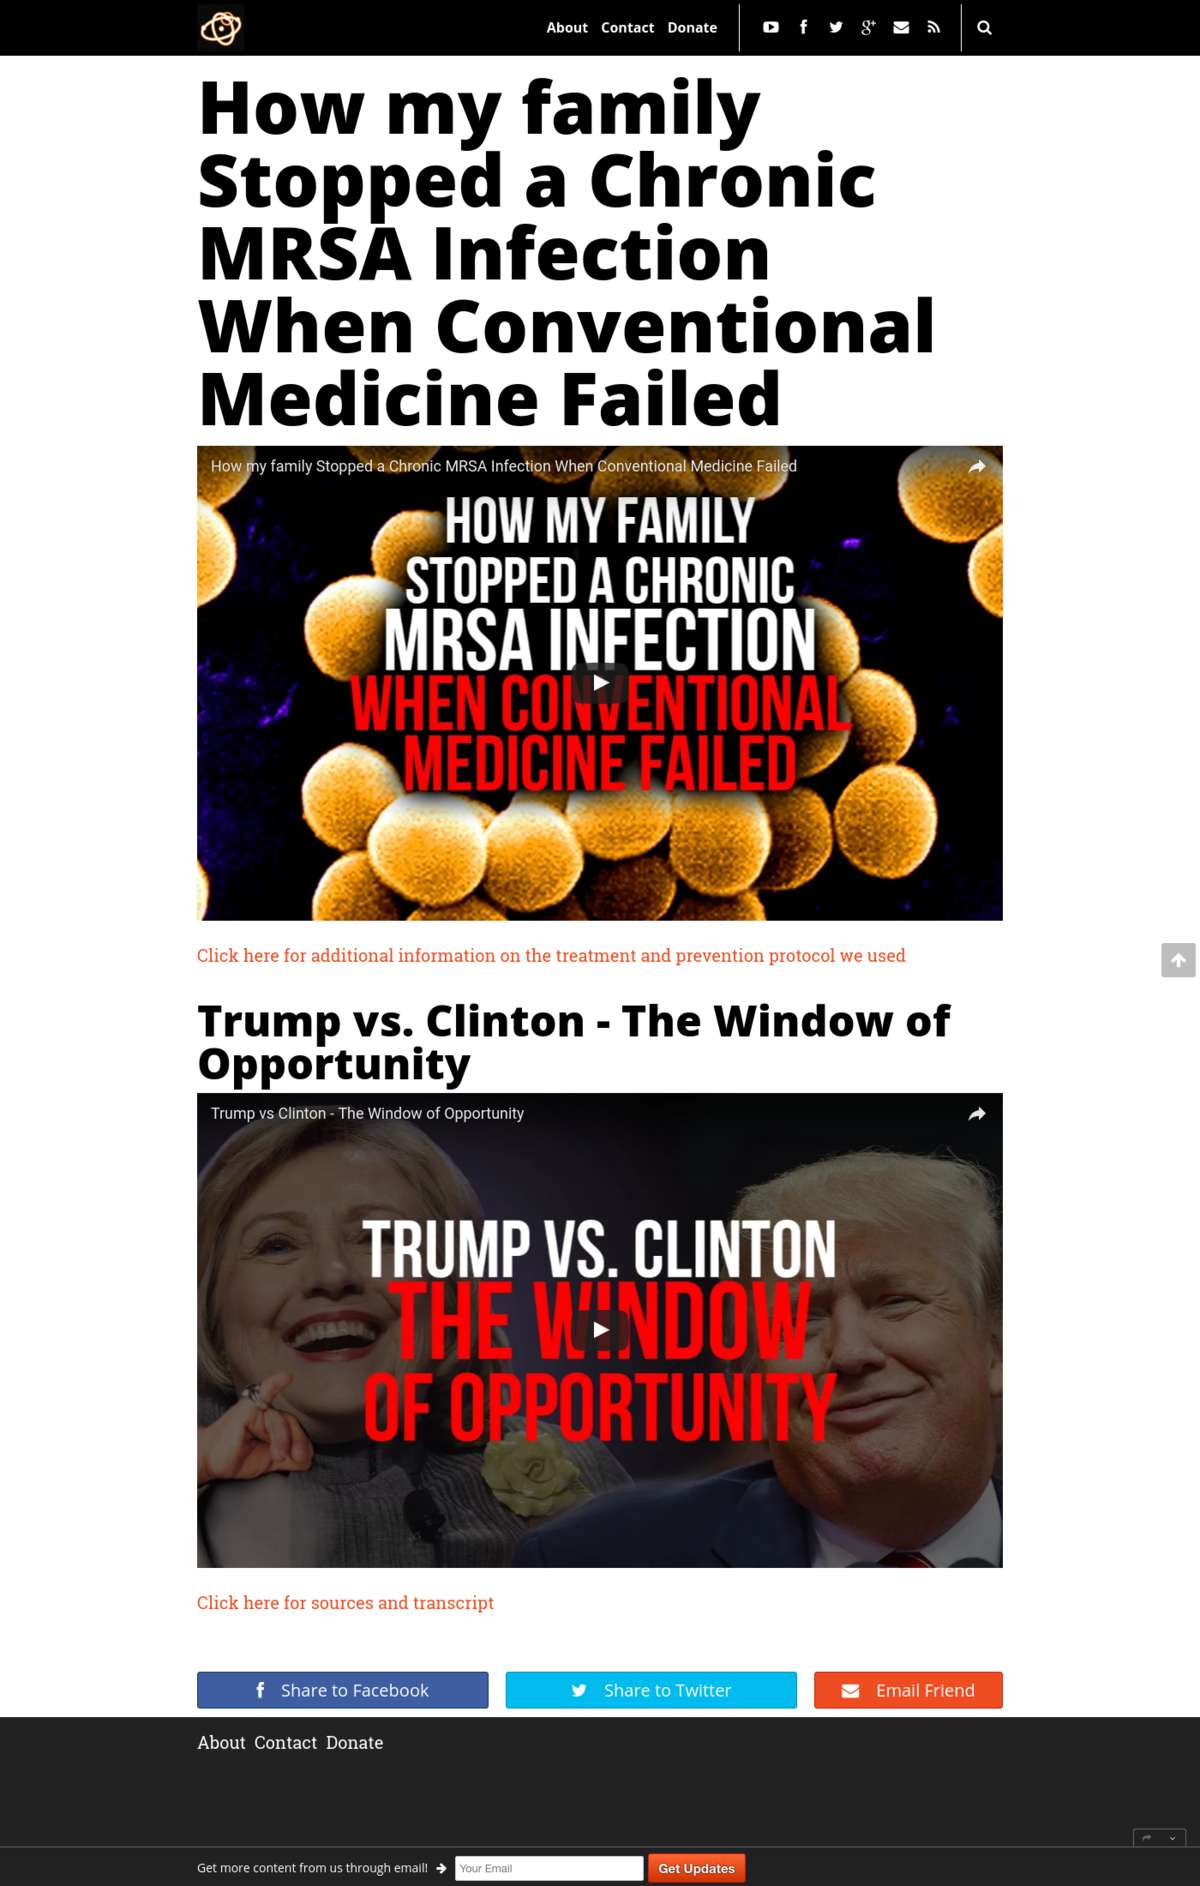 About Contact Donate
How my family
Stopped a Chronic
MRSA Infection
When Conventional
Medicine Failed
How my family Stopped a Chronic MRSA Infection When Conventional Medicine Failed
HOW MY FAMILY
STOPPED A CHRONIC
MRSA INFECTION
WHEN CONVENTIONAL
MEDICINE FAILED
Click here for additional information on the treatment and prevention protocol we used
Trump vs. Clinton - The Window of
Opportunity
Trump vs Clinton - The Window of Opportunity
TRUMP VS. CLINTON
THE WINDOW
OF OPPORTUNITY
Click here for sources and transcript
Share to Facebook
Share to Twitter
Email Friend
About Contact Donate
Get more content from us through email!
Your Email
Get Updates